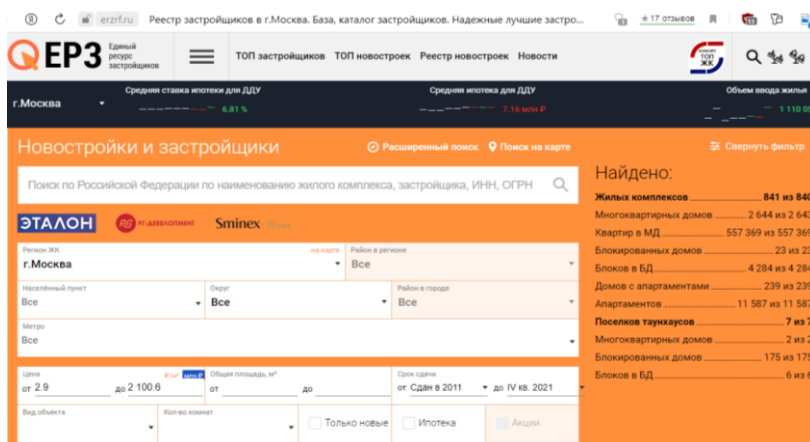 erzrf.ru Реестр застройщиков в г.Москва. База, каталог застройщиков. Надежные лучшие застро... 17 отзывов
ЕРЗ Единый ресурс застройщиков
ТОП застройщиков ТОП новостроек Реестр новостроек Новости
ТОП ЖК
г.Москва
Средняя ставка ипотеки для ДДУ
6.81 %
Средняя ипотека для ДДУ
7.16 млн ₽
Объем ввода жилья
1 110 05
Новостройки и застройщики
Расширенный поиск Поиск на карте
Свернуть фильтр
Поиск по Российской Федерации по наименованию жилого комплекса, застройщика, ИНН, ОГРН
ЭТАЛОН РГ-ДЕВЕЛОПМЕНТ Sminex
Регион ЖК на карте
г.Москва
Район в регионе
Все
Населённый пункт
Все
Округ
Все
Район в городе
Все
Метро
Все
Цена млн ₽
от 2.9 до 2 100.6
Общая площадь, м²
от до
Срок сдачи
от Сдан в 2011 до IV кв. 2021
Вид объекта
Кол-во комнат
Только новые
Ипотека
Акции
Найдено:
Жилых комплексов 841 из 840
Многоквартирных домов 2 644 из 2 643
Квартир в МД 557 369 из 557 369
Блокированных домов 23 из 23
Блоков в БД 4 284 из 4 284
Домов с апартаментами 239 из 239
Апартаментов 11 587 из 11 587
Поселков таунхаусов 7 из 7
Многоквартирных домов 2 из 2
Блокированных домов 175 из 175
Блоков в БД 6 из 6